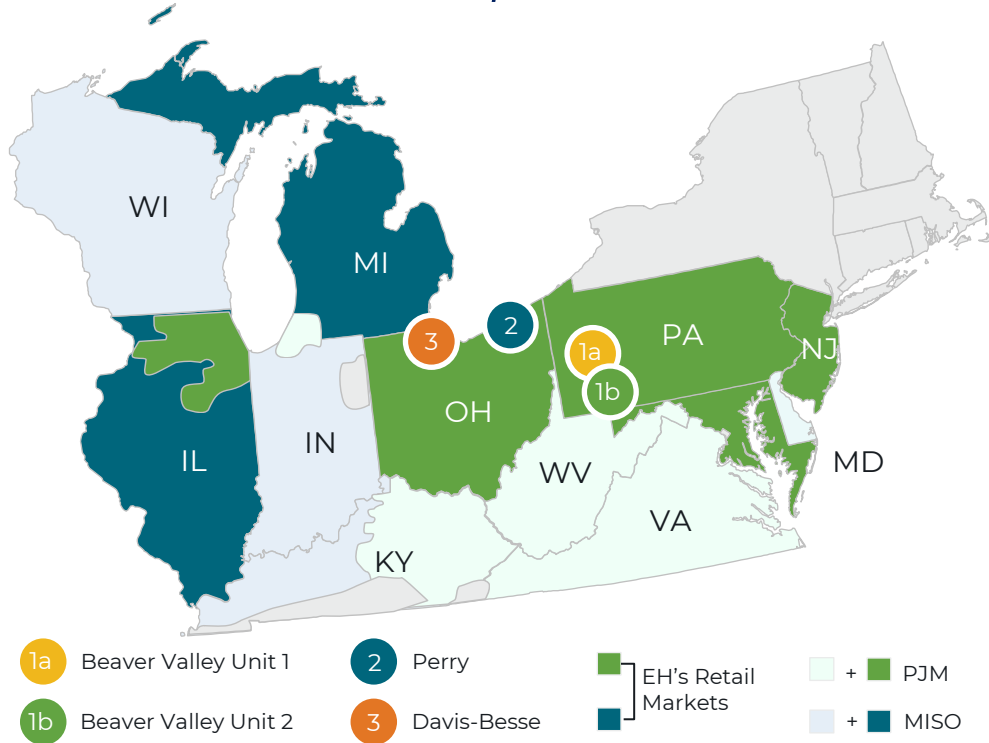 WI
MI
3
2
1a
PA
NJ
1b
OH
IN
IL
WV
MD
VA
KY
1a Beaver Valley Unit 1
2 Perry
EH's Retail
Markets
+ PJM
1b Beaver Valley Unit 2
3 Davis-Besse
+ MISO